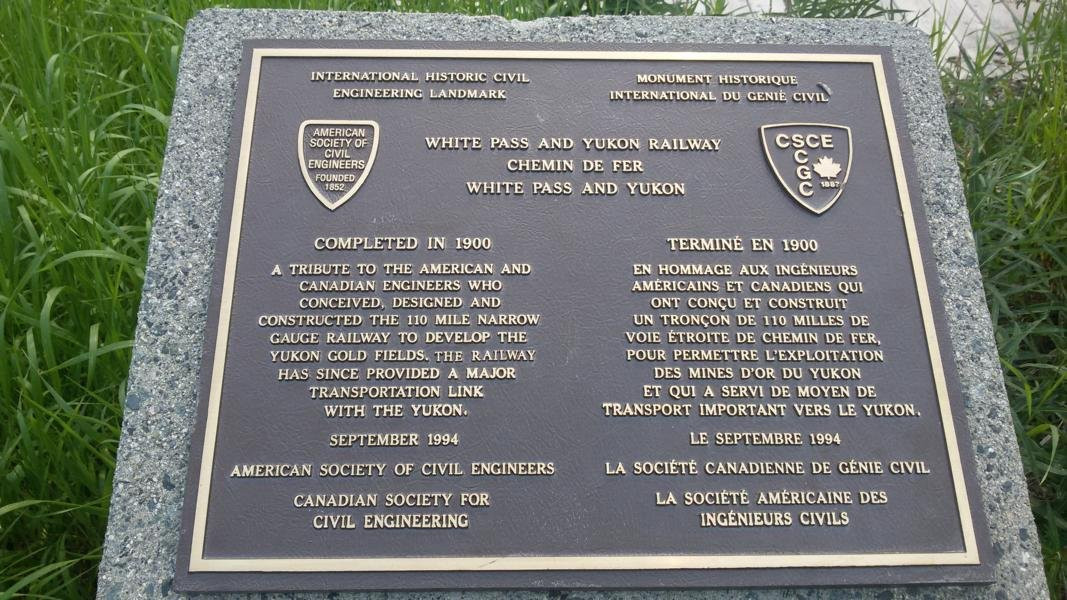 INTERNATIONAL HISTORIC CIVIL
ENGINEERING LANDMARK
MONUMENT HISTORIQUE
INTERNATIONAL DU GENIÉ CIVIL
AMERICAN
SOCIETY OF
CIVIL
ENGINEERS
FOUNDED
1852
WHITE PASS AND YUKON RAILWAY
CHEMIN DE FER
WHITE PASS AND YUKON
CSCE
SCGC
1887
COMPLETED IN 1900
A TRIBUTE TO THE AMERICAN AND
CANADIAN ENGINEERS WHO
CONCEIVED, DESIGNED AND
CONSTRUCTED THE 110 MILE NARROW
GAUGE RAILWAY TO DEVELOP THE
YUKON GOLD FIELDS. THE RAILWAY
HAS SINCE PROVIDED A MAJOR
TRANSPORTATION LINK
WITH THE YUKON.
SEPTEMBER 1994
AMERICAN SOCIETY OF CIVIL ENGINEERS
CANADIAN SOCIETY FOR
CIVIL ENGINEERING
TERMINÉ EN 1900
EN HOMMAGE AUX INGÉNIEURS
AMÉRICAINS ET CANADIENS QUI
ONT CONÇU ET CONSTRUIT
UN TRONÇON DE 110 MILLES DE
VOIE ÉTROITE DE CHEMIN DE FER,
POUR PERMETTRE L'EXPLOITATION
DES MINES D'OR DU YUKON
ET QUI A SERVI DE MOYEN DE
TRANSPORT IMPORTANT VERS LE YUKON.
LE SEPTEMBRE 1994
LA SOCIÉTÉ CANADIENNE DE GÉNIE CIVIL
LA SOCIÉTÉ AMÉRICAINE DES
INGÉNIEURS CIVILS